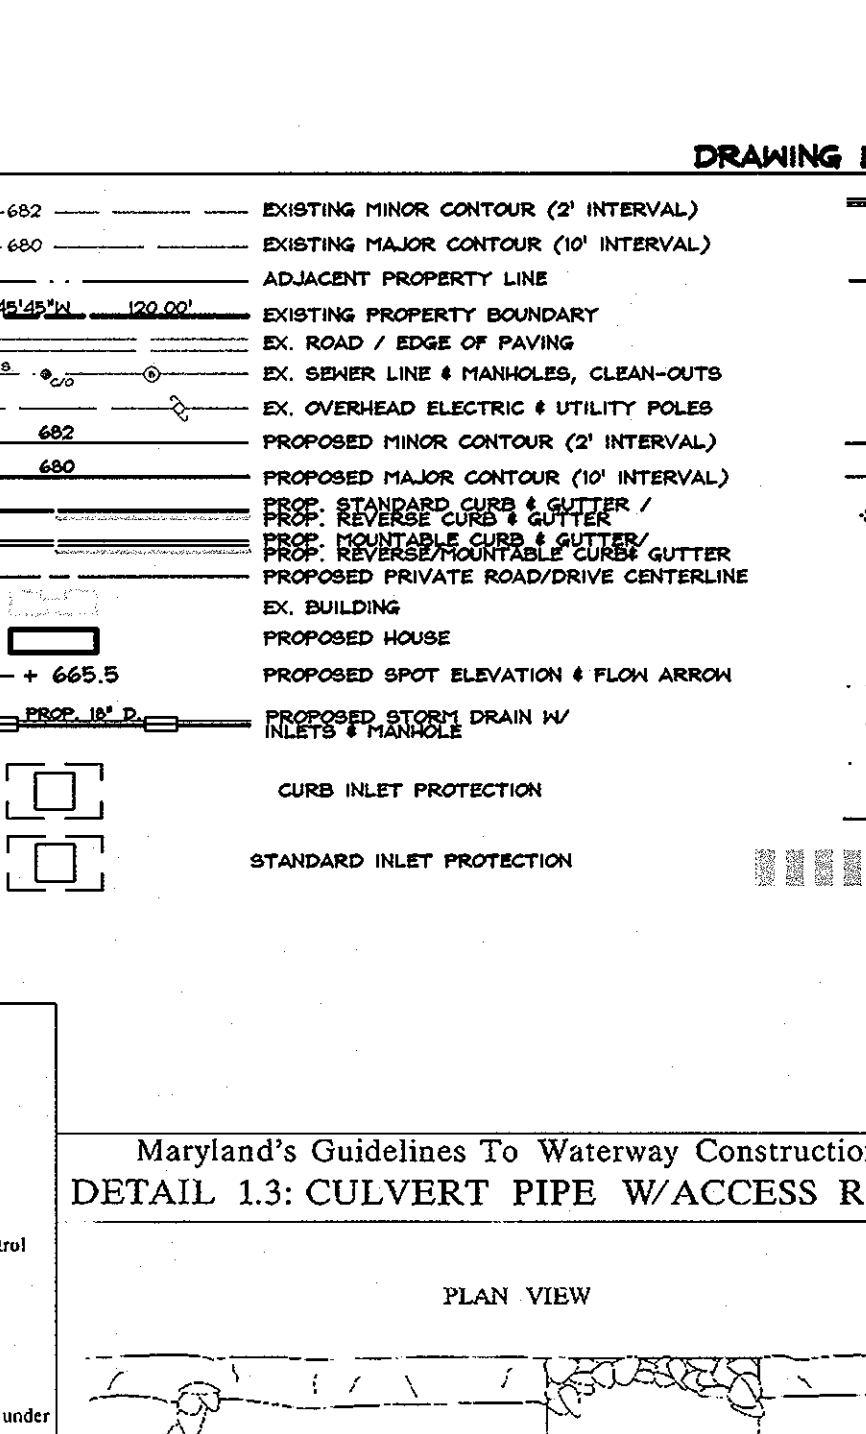 DRAWING
682 EXISTING MINOR CONTOUR (2' INTERVAL)
680 EXISTING MAJOR CONTOUR (10' INTERVAL)
ADJACENT PROPERTY LINE
45'45"W 120.00' EXISTING PROPERTY BOUNDARY
EX. ROAD / EDGE OF PAVING
S C/O EX. SEWER LINE & MANHOLES, CLEAN-OUTS
EX. OVERHEAD ELECTRIC & UTILITY POLES
682 PROPOSED MINOR CONTOUR (2' INTERVAL)
680 PROPOSED MAJOR CONTOUR (10' INTERVAL)
PROP. STANDARD CURB & GUTTER /
PROP. REVERSE CURB & GUTTER
PROP. MOUNTABLE CURB & GUTTER/
PROP. REVERSE/MOUNTABLE CURB& GUTTER
PROPOSED PRIVATE ROAD/DRIVE CENTERLINE
EX. BUILDING
PROPOSED HOUSE
+ 665.5 PROPOSED SPOT ELEVATION & FLOW ARROW
PROP. 18" D. PROPOSED STORM DRAIN W/
INLETS & MANHOLE
CURB INLET PROTECTION
STANDARD INLET PROTECTION
Maryland's Guidelines To Waterway Constructio
DETAIL 1.3: CULVERT PIPE W/ACCESS R
trol
PLAN VIEW
under